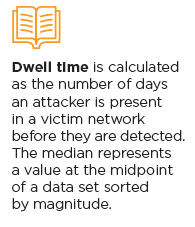 Dwell time is calculated
as the number of days
an attacker is present
in a victim network
before they are detected.
The median represents
a value at the midpoint
of a data set sorted
by magnitude.